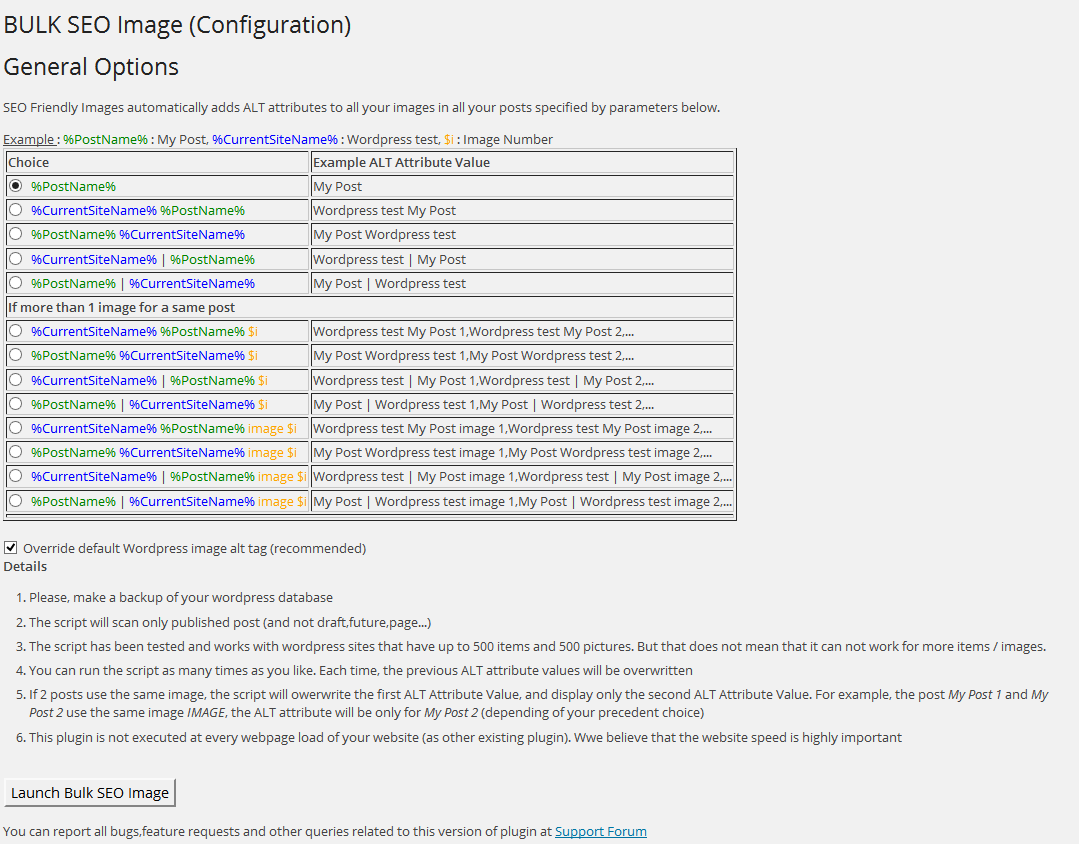 BULK SEO Image (Configuration)
General Options
SEO Friendly Images automatically adds ALT attributes to all your images in all your posts specified by parameters below.
Example : %PostName% : My Post, %CurrentSiteName% : Wordpress test, $i : Image Number
Choice Example ALT Attribute Value
%PostName% My Post
%CurrentSiteName% %PostName% Wordpress test My Post
%PostName% %CurrentSiteName% My Post Wordpress test
%CurrentSiteName% | %PostName% Wordpress test | My Post
%PostName% | %CurrentSiteName% My Post | Wordpress test
If more than 1 image for a same post
%CurrentSiteName% %PostName% $i Wordpress test My Post 1,Wordpress test My Post 2,...
%PostName% %CurrentSiteName% $i My Post Wordpress test 1,My Post Wordpress test 2,...
%CurrentSiteName% | %PostName% $i Wordpress test | My Post 1,Wordpress test | My Post 2,...
%PostName% | %CurrentSiteName% $I My Post | Wordpress test 1,My Post | Wordpress test 2,...
%CurrentSiteName% %PostName% image $i Wordpress test My Post image 1,Wordpress test My Post image 2,...
%PostName% %CurrentSiteName% image $i My Post Wordpress test image 1,My Post Wordpress test image 2,...
%CurrentSiteName% | %PostName% image $i Wordpress test | My Post image 1,Wordpress test | My Post image 2,...
%PostName% | %CurrentSiteName% image $i My Post | Wordpress test image 1,My Post | Wordpress test image 2,...
Override default Wordpress image alt tag (recommended)
Details
1. Please, make a backup of your wordpress database
2. The script will scan only published post (and not draft,future,page...)
3. The script has been tested and works with wordpress sites that have up to 500 items and 500 pictures. But that does not mean that it can not work for more items / images.
4. You can run the script as many times as you like. Each time, the previous ALT attribute values will be overwritten
5. If 2 posts use the same image, the script will owerwrite the first ALT Attribute Value, and display only the second ALT Attribute Value. For example, the post My Post 1 and My
Post 2 use the same image IMAGE, the ALT attribute will be only for My Post 2 (depending of your precedent choice)
6. This plugin is not executed at every webpage load of your website (as other existing plugin). Wwe believe that the website speed is highly important
Launch Bulk SEO Image
You can report all bugs,feature requests and other queries related to this version of plugin at Support Forum